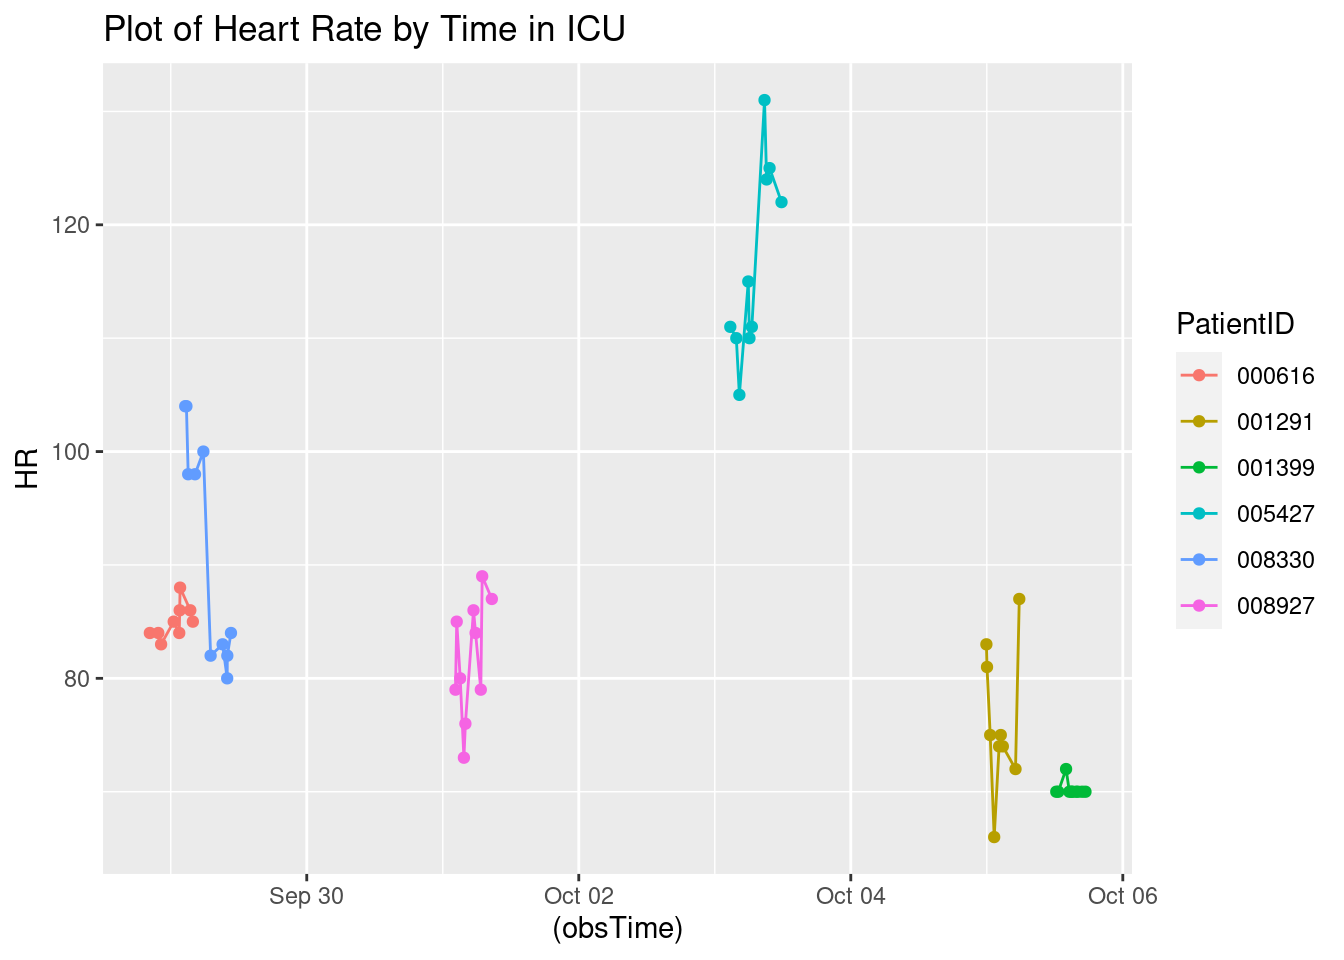 Plot of Heart Rate by Time in ICU
120
100
80
HR
Sep 30
Oct 02
Oct 04
Oct 06
(obsTime)
PatientID
000616
001291
001399
005427
008330
008927